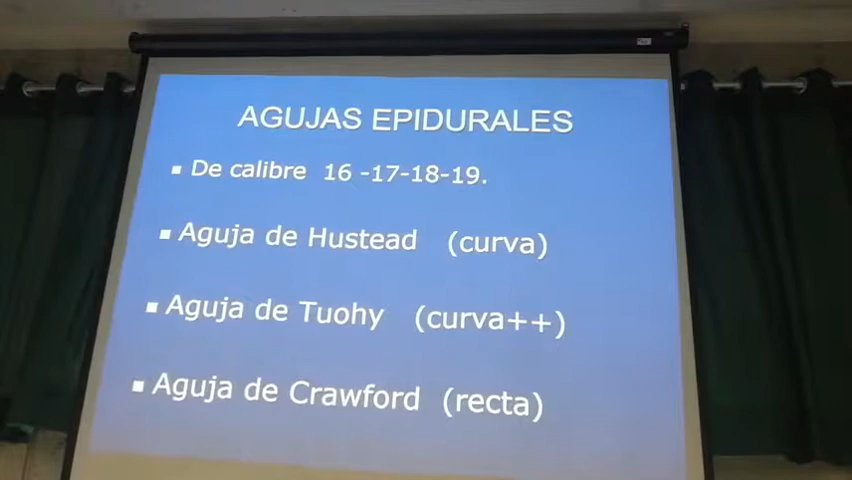 AGUJAS EPIDURALES
▪ De calibre 16 -17-18-19.
▪ Aguja de Hustead (curva)
▪ Aguja de Tuohy (curva++)
▪ Aguja de Crawford (recta)